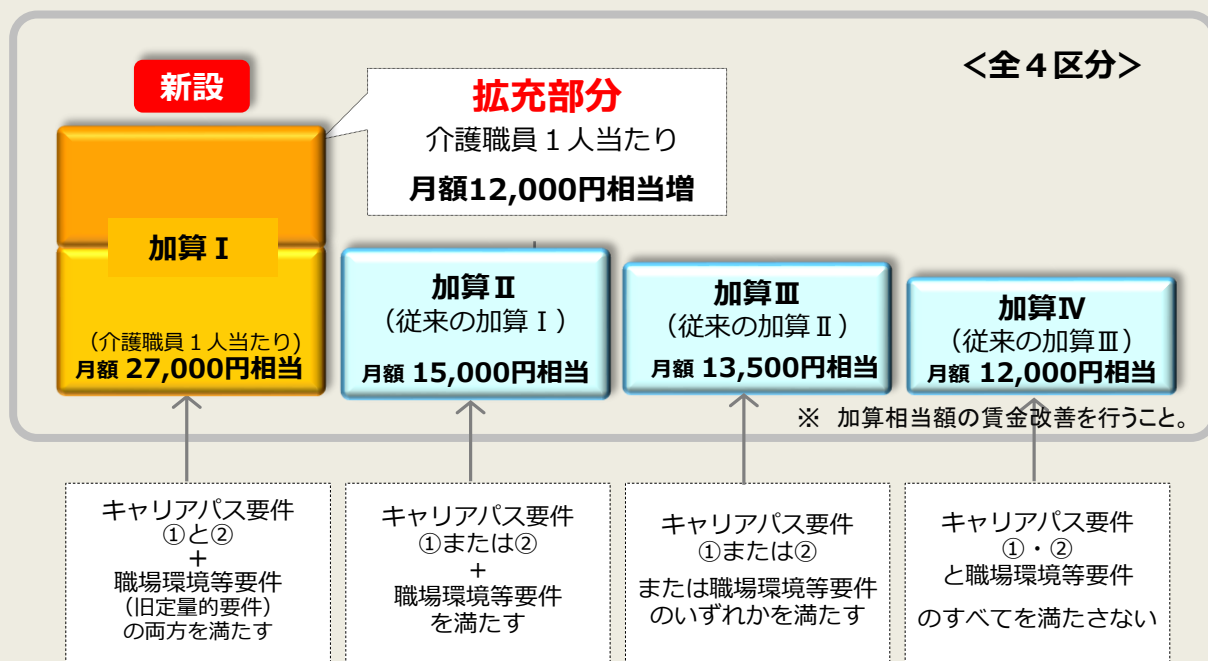 ＜全４区分＞
新設
拡充部分
介護職員１人当たり
月額12,000円相当増
加算Ⅰ
（介護職員１人当たり）
月額 27,000円相当
加算Ⅱ
（従来の加算Ⅰ）
月額 15,000円相当
加算Ⅲ
（従来の加算Ⅱ）
月額 13,500円相当
加算Ⅳ
（従来の加算Ⅲ）
月額 12,000円相当
※ 加算相当額の賃金改善を行うこと。
キャリアパス要件
①と②
+
職場環境等要件
（旧定量的要件）
の両方を満たす
キャリアパス要件
①または②
+
職場環境等要件
を満たす
キャリアパス要件
①または②
または職場環境等要件
のいずれかを満たす
キャリアパス要件
①・②
と職場環境等要件
のすべてを満たさない